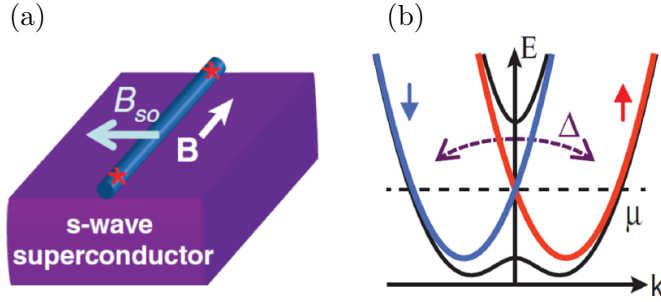 (a)
B_so
B
s-wave
superconductor
(b)
E
Δ
μ
k